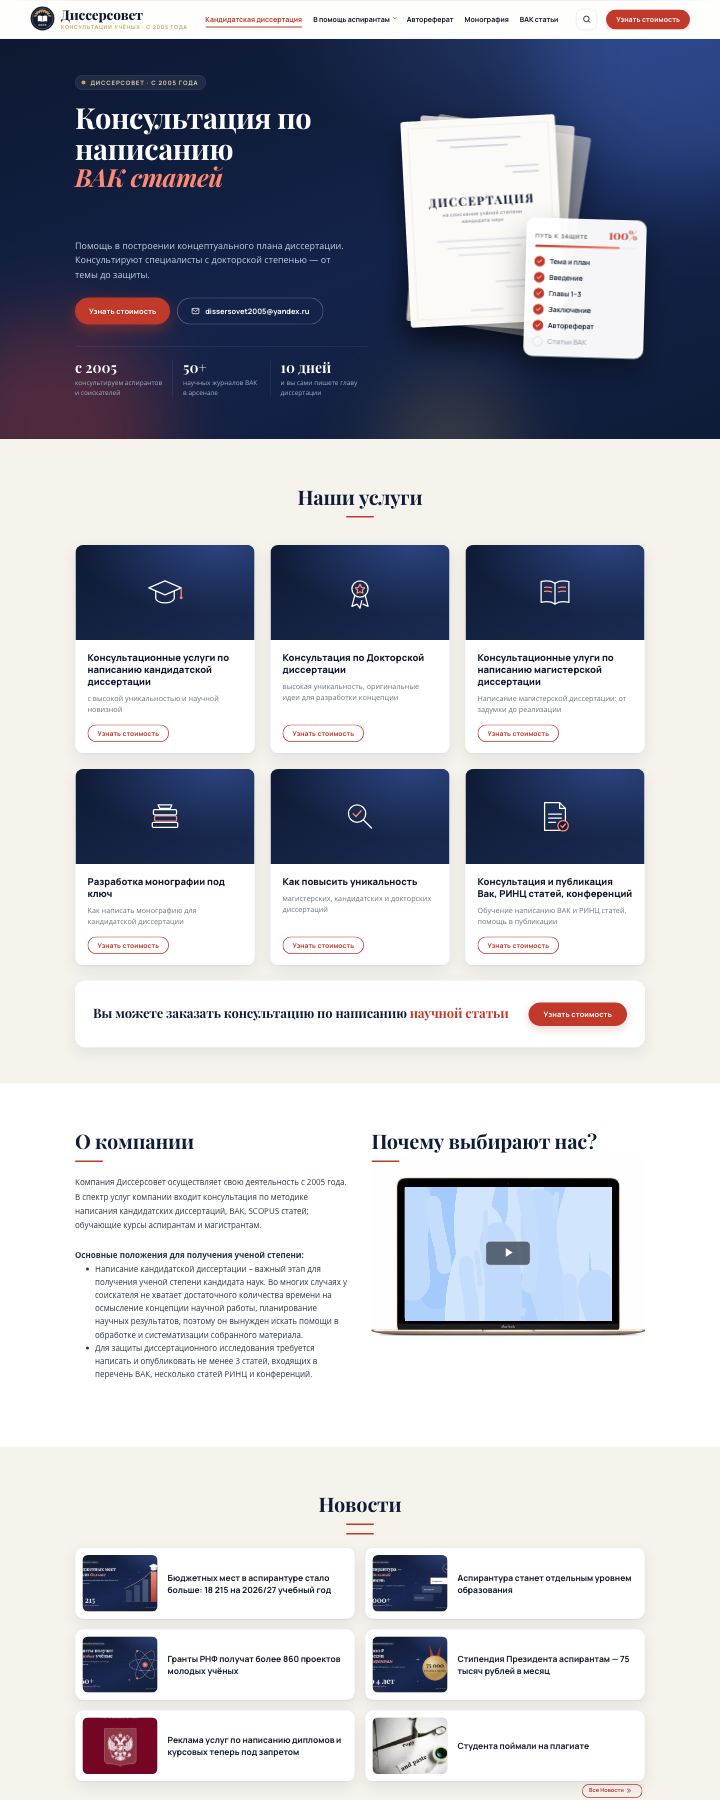 Диссерсовет
КОНСУЛЬТАЦИИ УЧЁНЫХ · С 2005 ГОДА
Кандидатская диссертация
В помощь аспирантам
Автореферат
Монография
ВАК статьи
Узнать стоимость
ДИССЕРСОВЕТ · С 2005 ГОДА
Консультация по
написанию
ВАК статей
Помощь в построении концептуального плана диссертации.
Консультируют специалисты с докторской степенью — от
темы до защиты.
Узнать стоимость
dissersovet2005@yandex.ru
с 2005
консультируем аспирантов
и соискателей
50+
научных журналов ВАК
в арсенале
10 дней
и вы сами пишете главу
диссертации
ДИССЕРТАЦИЯ
на соискание учёной степени
кандидата наук
ПУТЬ К ЗАЩИТЕ
100%
Тема и план
Введение
Главы 1–3
Заключение
Автореферат
Статьи ВАК
Наши услуги
Консультационные услуги по
написанию кандидатской
диссертации
с высокой уникальностью и научной
новизной
Узнать стоимость
Консультация по Докторской
диссертации
высокая уникальность, оригинальные
идеи для разработки концепции
Узнать стоимость
Консультационные улуги по
написанию магистерской
диссертации
Написание магистерской диссертации: от
задумки до реализации
Узнать стоимость
Разработка монографии под
ключ
Как написать монографию для
кандидатской диссертации
Узнать стоимость
Как повысить уникальность
магистерских, кандидатских и докторских
диссертаций
Узнать стоимость
Консультация и публикация
Вак, РИНЦ статей, конференций
Обучение написанию ВАК и РИНЦ статей,
помощь в публикации
Узнать стоимость
Вы можете заказать консультацию по написанию научной статьи
Узнать стоимость
О компании
Компания Диссерсовет осуществляет свою деятельность с 2005 года.
В спектр услуг компании входит консультация по методике
написания кандидатских диссертаций, ВАК, SCOPUS статей;
обучающие курсы аспирантам и магистрантам.
Основные положения для получения ученой степени:
Написание кандидатской диссертации – важный этап для
получения ученой степени кандидата наук. Во многих случаях у
соискателя не хватает достаточного количества времени на
осмысление концепции научной работы, планирование
научных результатов, поэтому он вынужден искать помощи в
обработке и систематизации собранного материала.
Для защиты диссертационного исследования требуется
написать и опубликовать не менее 3 статей, входящих в
перечень ВАК, несколько статей РИНЦ и конференций.
Почему выбирают нас?
Новости
Бюджетных мест в аспирантуре стало
больше: 18 215 на 2026/27 учебный год
Аспирантура станет отдельным уровнем
образования
Гранты РНФ получат более 860 проектов
молодых учёных
Стипендия Президента аспирантам — 75
тысяч рублей в месяц
75 000
Реклама услуг по написанию дипломов и
курсовых теперь под запретом
copy
and paste
Студента поймали на плагиате
Все Новости